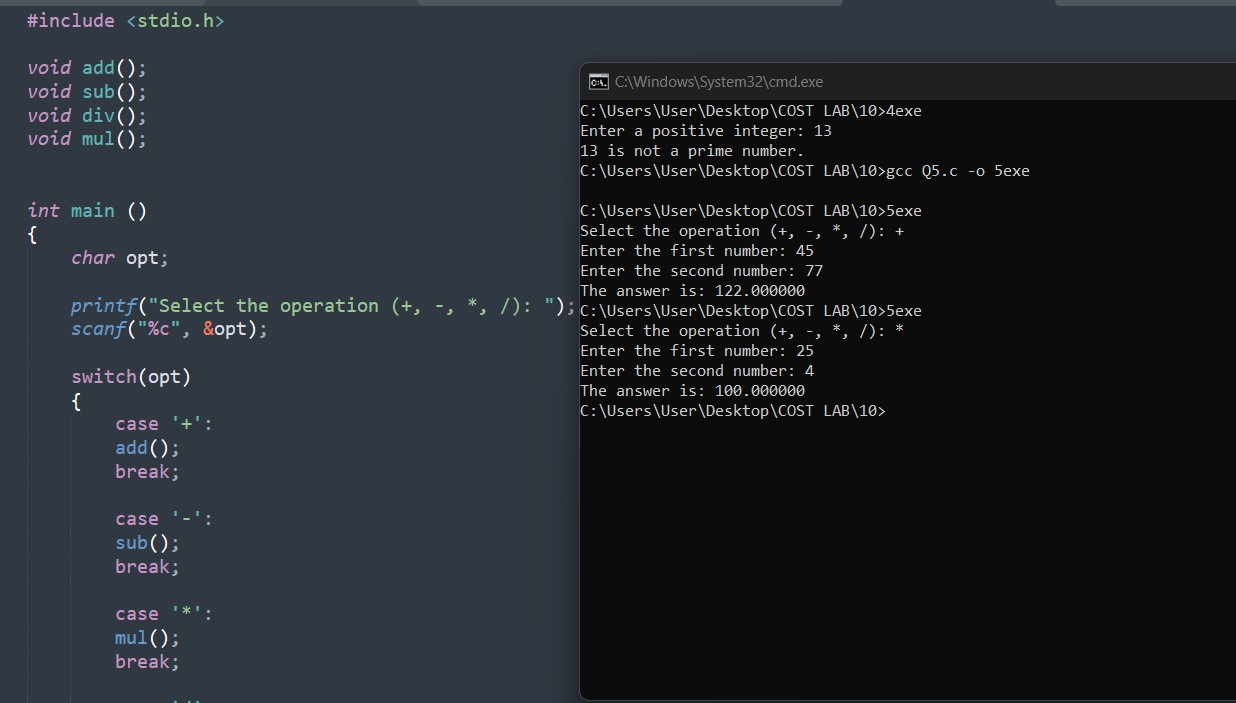 #include <stdio.h>
void add();
void sub();
void div();
void mul();
int main ()
{
char opt;
printf("Select the operation (+, -, *, /): ");
scanf("%c", &opt);
switch(opt)
{
case '+':
add();
break;
case '-':
sub();
break;
case '*':
mul();
break;
C:\Windows\System32\cmd.exe
C:\Users\User\Desktop\COST LAB\10>4exe
Enter a positive integer: 13
13 is not a prime number.
C:\Users\User\Desktop\COST LAB\10>gcc Q5.c -o 5exe
C:\Users\User\Desktop\COST LAB\10>5exe
Select the operation (+, -, *, /): +
Enter the first number: 45
Enter the second number: 77
The answer is: 122.000000
C:\Users\User\Desktop\COST LAB\10>5exe
Select the operation (+, -, *, /): *
Enter the first number: 25
Enter the second number: 4
The answer is: 100.000000
C:\Users\User\Desktop\COST LAB\10>